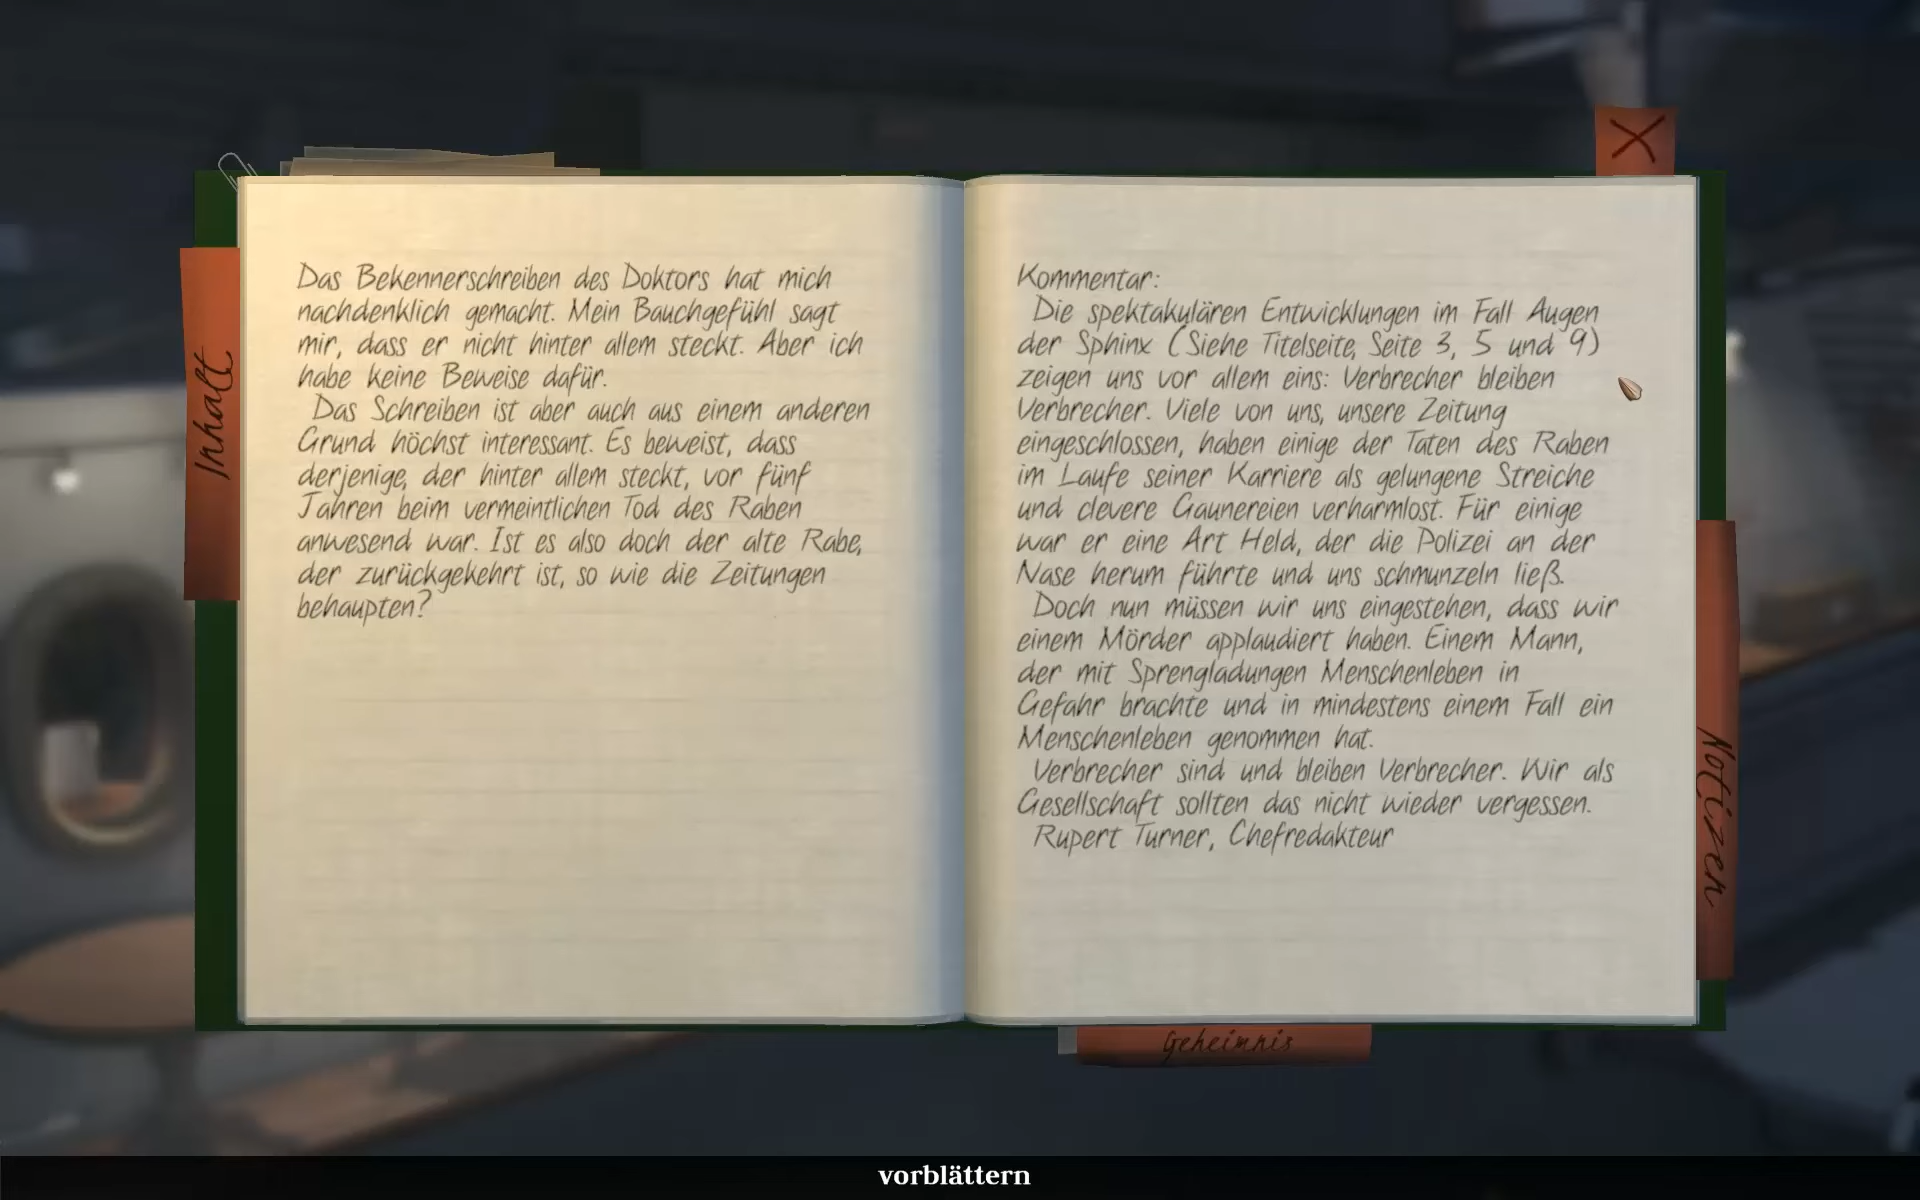 Das Bekennerschreiben des Doktors hat mich
nachdenklich gemacht. Mein Bauchgefühl sagt
mir, dass er nicht hinter allem steckt. Aber ich
habe keine Beweise dafür.
Das Schreiben ist aber auch aus einem anderen
Grund höchst interessant. Es beweist, dass
derjenige, der hinter allem steckt, vor fünf
Jahren beim vermeintlichen Tod des Raben
anwesend war. Ist es also doch der alte Rabe,
der zurückgekehrt ist, so wie die Zeitungen
behaupten?
Kommentar:
Die spektakulären Entwicklungen im Fall Augen
der Sphinx (Siehe Titelseite, Seite 3, 5 und 9)
zeigen uns vor allem eins: Verbrecher bleiben
Verbrecher. Viele von uns, unsere Zeitung
eingeschlossen, haben einige der Taten des Raben
im Laufe seiner Karriere als gelungene Streiche
und clevere Gaunereien verharmlost. Für einige
war er eine Art Held, der die Polizei an der
Nase herum führte und uns schmunzeln ließ.
Doch nun müssen wir uns eingestehen, dass wir
einem Mörder applaudiert haben. Einem Mann,
der mit Sprengladungen Menschenleben in
Gefahr brachte und in mindestens einem Fall ein
Menschenleben genommen hat.
Verbrecher sind und bleiben Verbrecher. Wir als
Gesellschaft sollten das nicht wieder vergessen.
Rupert Turner, Chefredakteur
Inhalt
X
Notizen
Geheimnis
vorblättern